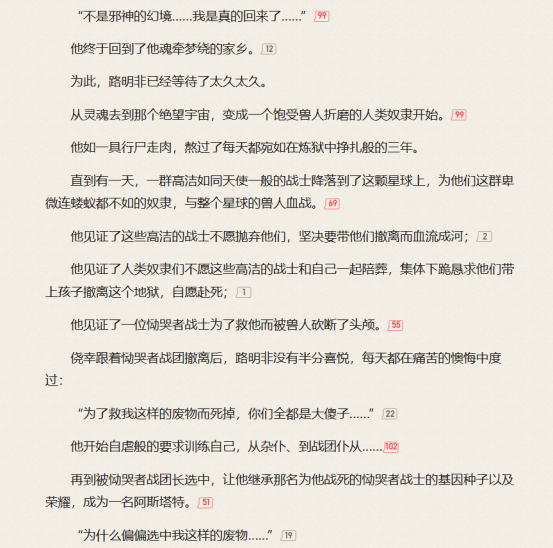 “不是邪神的幻境......我是真的回来了......” 99
他终于回到了他魂牵梦绕的家乡。 12
为此，路明非已经等待了太久太久。
从灵魂去到那个绝望宇宙，变成一个饱受兽人折磨的人类奴隶开始。 99
他如一具行尸走肉，熬过了每天都宛如在炼狱中挣扎般的三年。
直到有一天，一群高洁如同天使一般的战士降落到了这颗星球上，为他们这群卑
微连蝼蚁都不如的奴隶，与整个星球的兽人血战。 69
他见证了这些高洁的战士不愿抛弃他们，坚决要带他们撤离而血流成河； 2
他见证了人类奴隶们不愿这些高洁的战士和自己一起陪葬，集体下跪恳求他们带
上孩子撤离这个地狱，自愿赴死； 1
他见证了一位恸哭者战士为了救他而被兽人砍断了头颅。 55
侥幸跟着恸哭者战团撤离后，路明非没有半分喜悦，每天都在痛苦的懊悔中度
过：
“为了救我这样的废物而死掉，你们全都是大傻子......” 22
他开始自虐般的要求训练自己，从杂仆、到战团仆从...... 102
再到被恸哭者战团长选中，让他继承那名为他战死的恸哭者战士的基因种子以及
荣耀，成为一名阿斯塔特。 51
“为什么偏偏选中我这样的废物......” 19